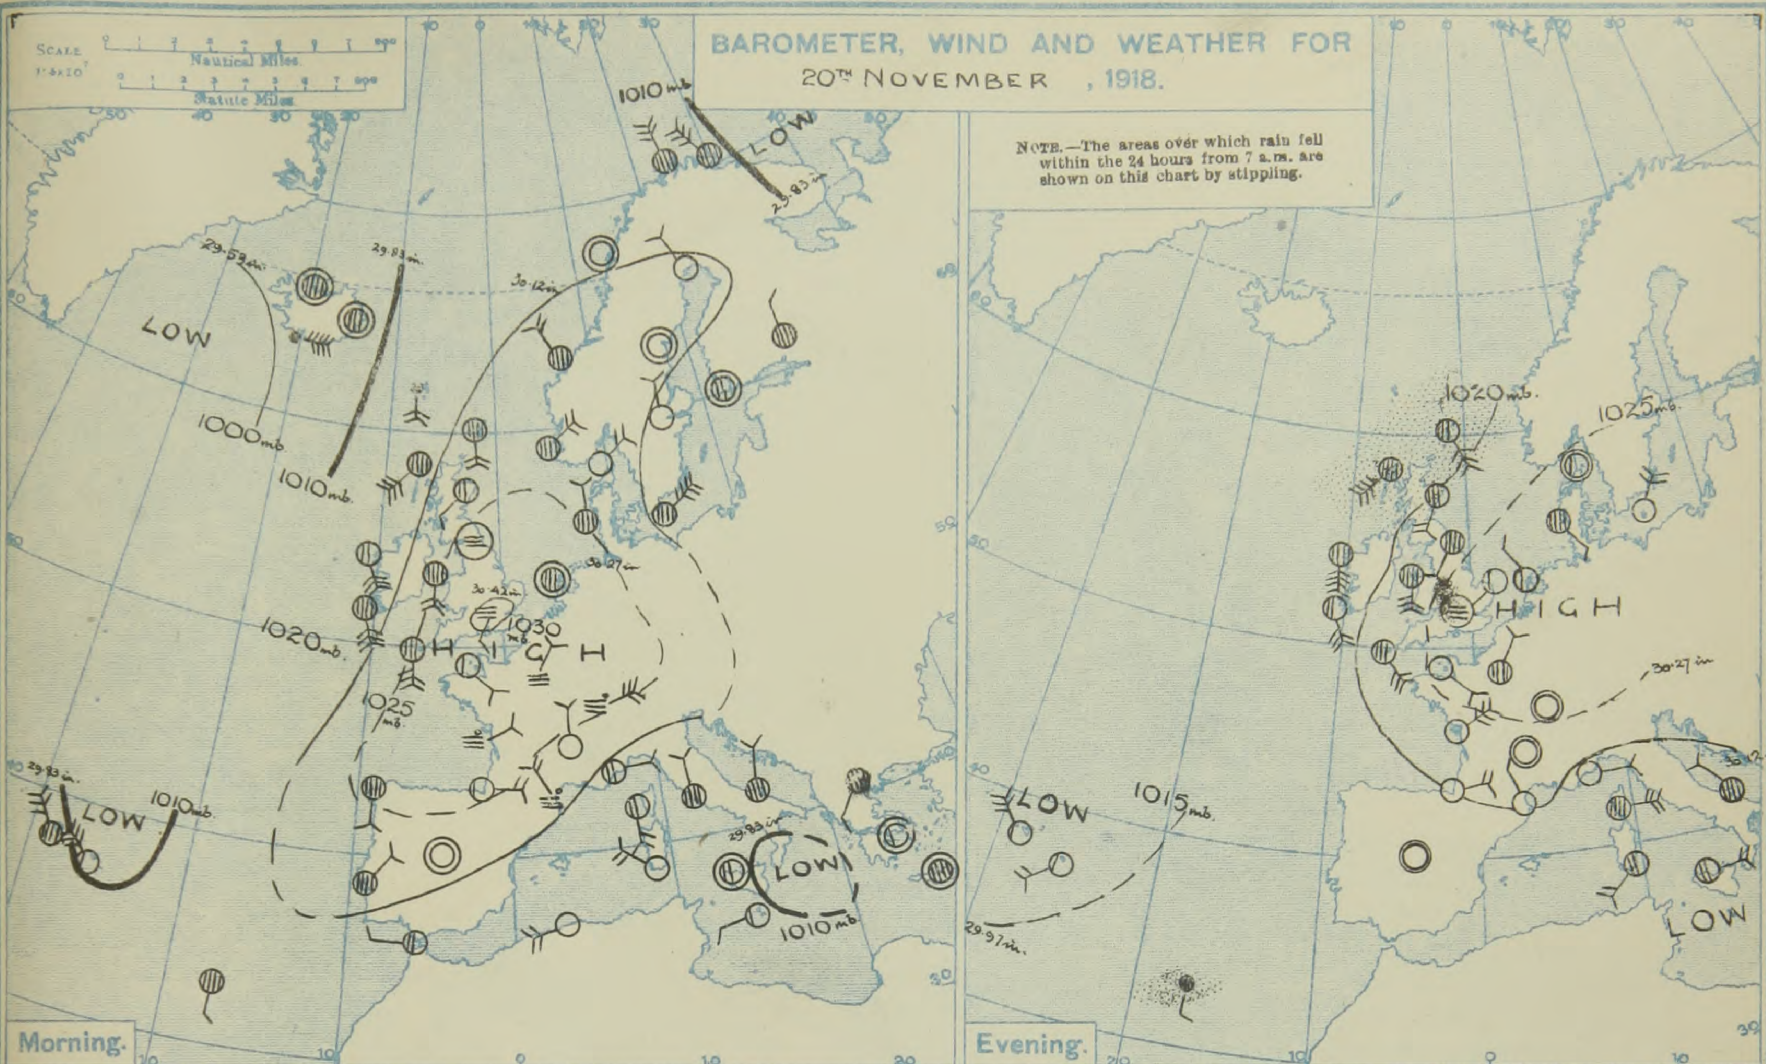 SCALE
Nautical Miles.
Statute Miles
BAROMETER, WIND AND WEATHER FOR
20TH NOVEMBER , 1918.
NOTE.—The areas over which rain fell
within the 24 hours from 7 a.m. are
shown on this chart by stippling.
1010 mb
LOW
29.83 in
29.53 in
29.83 in.
30.12 in
LOW
1000 mb
1010 mb.
30.27 in
30.42 in
1030
mb
1020 mb.
HIGH
1025
mb.
29.83 in.
LOW
1010 mb.
29.83 in
LOW
1010 mb
Morning.
1020 mb.
1025 mb.
HIGH
30.27 in
LOW
1015 mb.
29.97 in.
LOW
Evening.